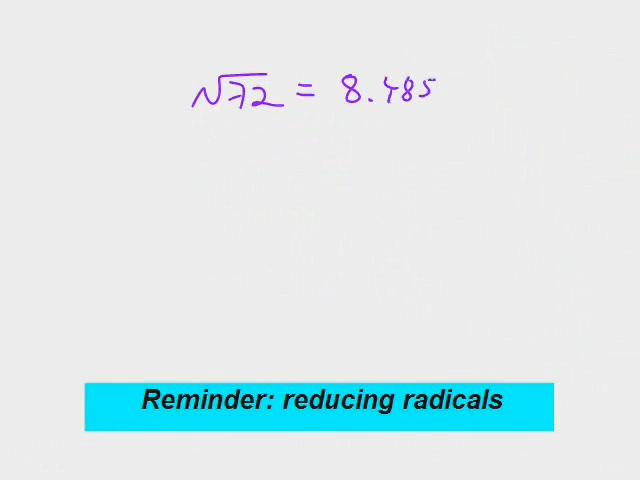 √72 = 8.485
Reminder: reducing radicals